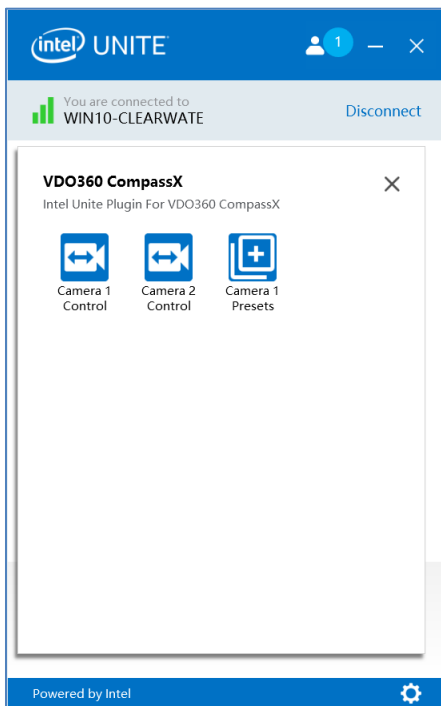 intel UNITE
1
You are connected to
WIN10-CLEARWATE
Disconnect
VDO360 CompassX
Intel Unite Plugin For VDO360 CompassX
Camera 1
Control
Camera 2
Control
Camera 1
Presets
Powered by Intel